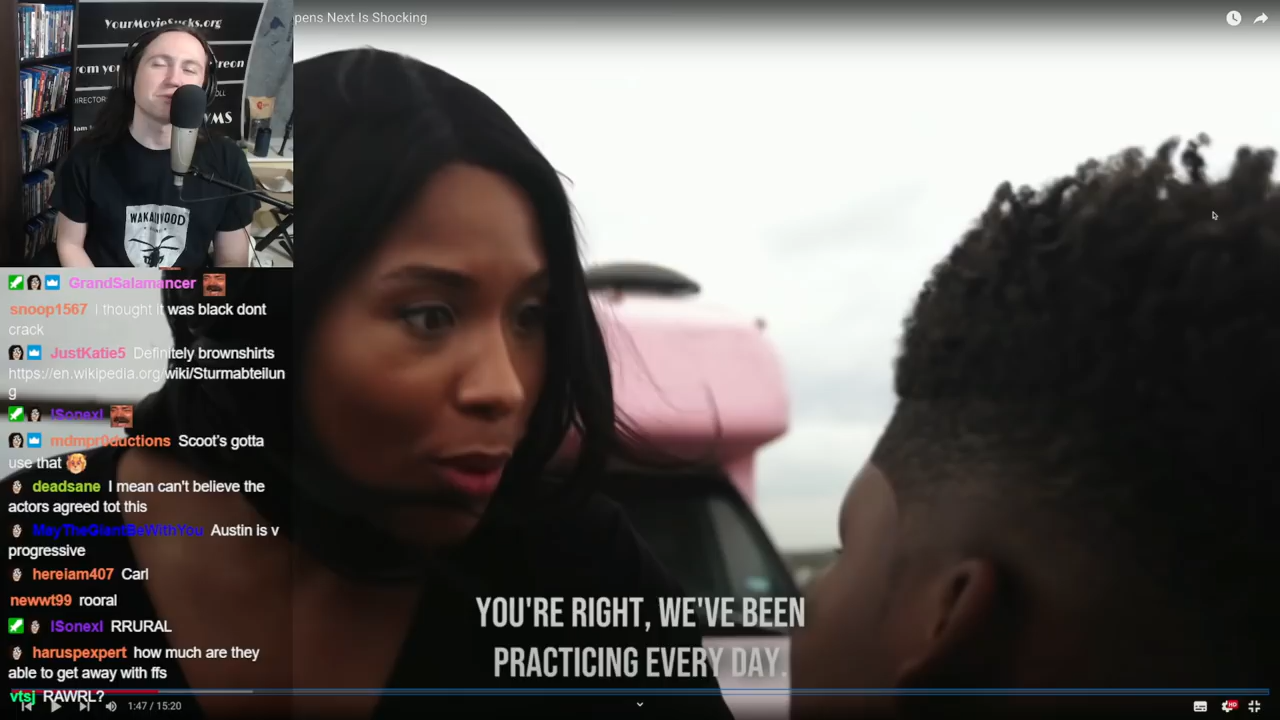 pens Next Is Shocking
YourMovieSucks.org
DIRECTOR
YMS
GrandSalamancer
snoop1567 I thought it was black dont
crack
JustKatie5 Definitely brownshirts
https://en.wikipedia.org/wiki/Sturmabteilun
g
ISonexI
mdmpr0ductions Scoot's gotta
use that
deadsane I mean can't believe the
actors agreed tot this
MayTheGiantBeWithYou Austin is v
progressive
hereiam407 Carl
newwt99 rooral
ISonexI RRURAL
haruspexpert how much are they
able to get away with ffs
vtsj RAWRL?
YOU'RE RIGHT, WE'VE BEEN
PRACTICING EVERY DAY.
1:47 / 15:20
HD